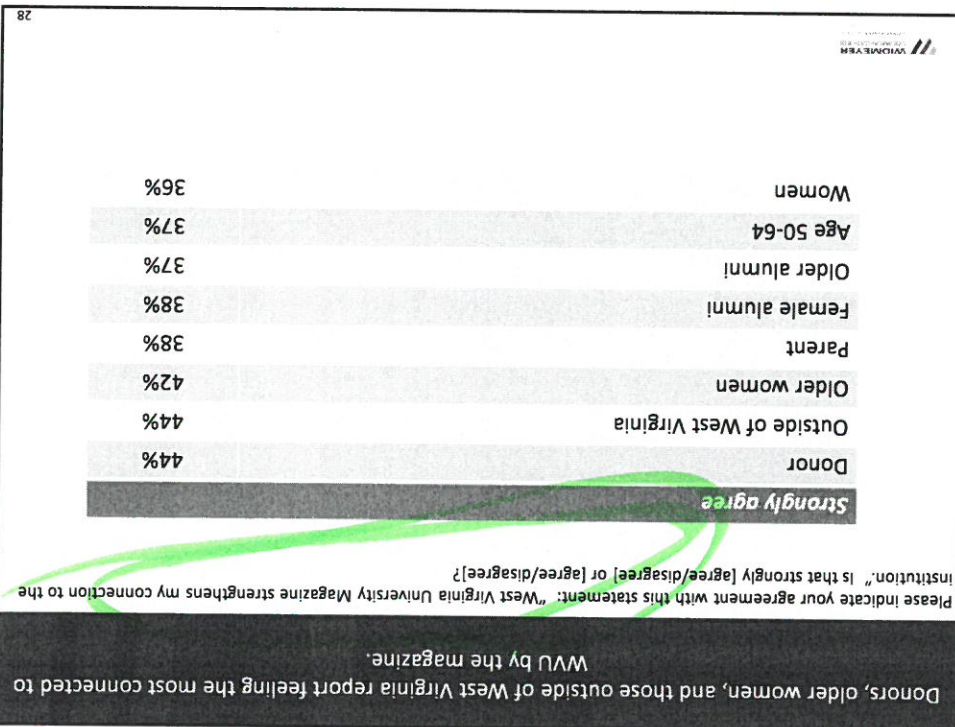 Donors, older women, and those outside of West Virginia report feeling the most connected to
WVU by the magazine.
Please indicate your agreement with this statement: "West Virginia University Magazine strengthens my connection to the
institution." Is that strongly [agree/disagree] or [agree/disagree]?
Strongly agree
Donor 44%
Outside of West Virginia 44%
Older women 42%
Parent 38%
Female alumni 38%
Older alumni 37%
Age 50-64 37%
Women 36%
WIDMEYER
28